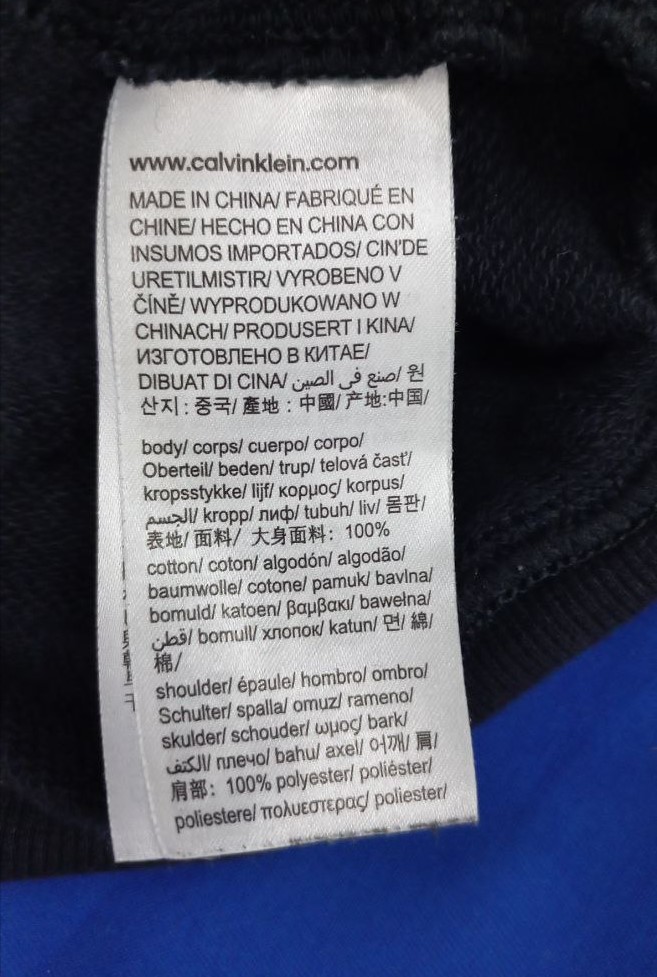 www.calvinklein.com
MADE IN CHINA/ FABRIQUÉ EN
CHINE/ HECHO EN CHINA CON
INSUMOS IMPORTADOS/ CIN'DE
URETILMISTIR/ VYROBENO V
ČÍNĚ/ WYPRODUKOWANO W
CHINACH/ PRODUSERT I KINA/
ИЗГОТОВЛЕНО В КИТАЕ/
DIBUAT DI CINA/ صنع في الصين/ 원
산지 : 중국/ 產地 : 中國/ 产地:中国/
body/ corps/ cuerpo/ corpo/
Oberteil/ beden/ trup/ telová časť/
kropsstykke/ lijf/ κορμος/ korpus/
الجسم/ kropp/ лиф/ tubuh/ liv/ 몸판/
表地/ 面料/ 大身面料: 100%
cotton/ coton/ algodón/ algodão/
baumwolle/ cotone/ pamuk/ bavlna/
bomuld/ katoen/ βαμβακι/ bawełna/
قطن/ bomull/ хлопок/ katun/ 면/ 綿/
棉/
shoulder/ épaule/ hombro/ ombro/
Schulter/ spalla/ omuz/ rameno/
skulder/ schouder/ ωμος/ bark/
الكتف/ плечо/ bahu/ axel/ 어깨/ 肩/
肩部: 100% polyester/ poliéster/
poliestere/ πολυεστερας/ poliester/